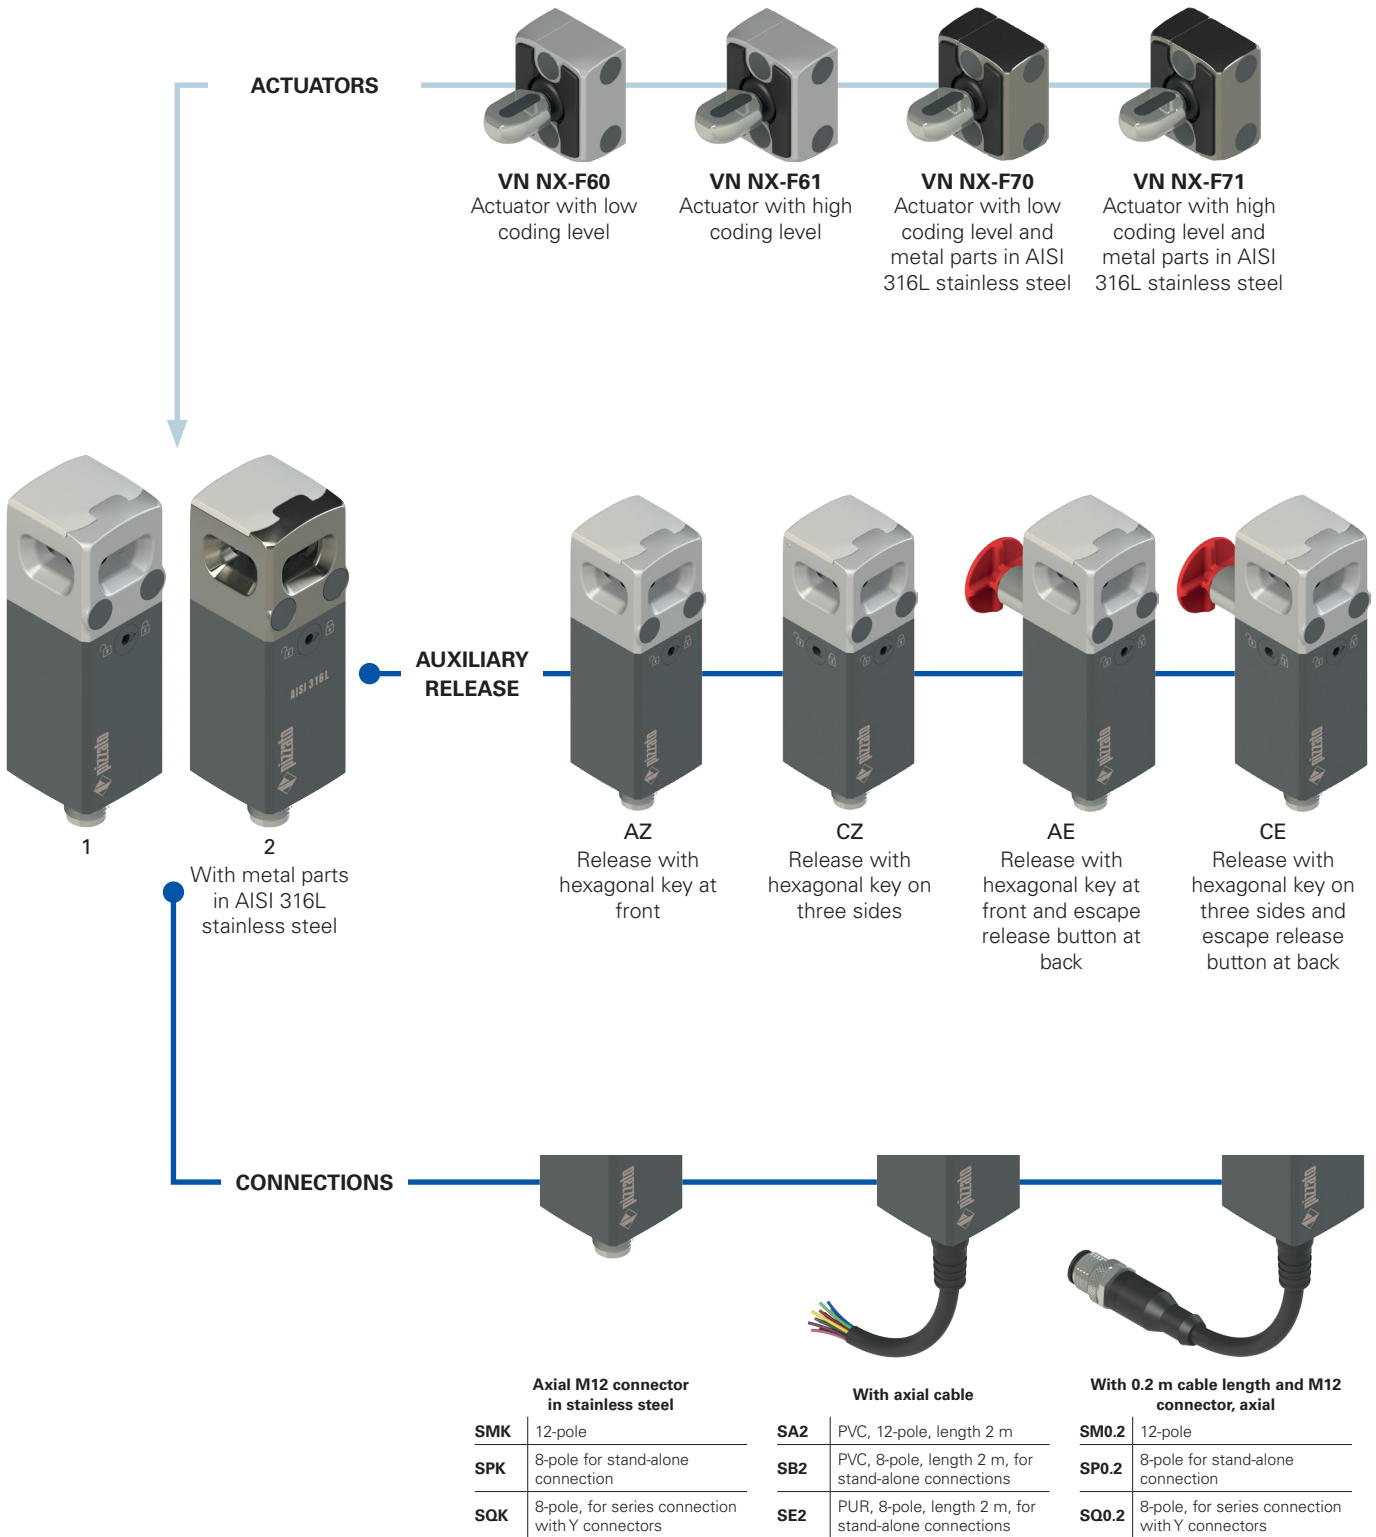 ACTUATORS
VN NX-F60
Actuator with low
coding level
VN NX-F61
Actuator with high
coding level
VN NX-F70
Actuator with low
coding level and
metal parts in AISI
316L stainless steel
VN NX-F71
Actuator with high
coding level and
metal parts in AISI
316L stainless steel
pizzato
1
AISI 316L
pizzato
2
With metal parts
in AISI 316L
stainless steel
AUXILIARY
RELEASE
pizzato
AZ
Release with
hexagonal key at
front
pizzato
CZ
Release with
hexagonal key on
three sides
pizzato
AE
Release with
hexagonal key at
front and escape
release button at
back
pizzato
CE
Release with
hexagonal key on
three sides and
escape release
button at back
CONNECTIONS
pizzato
pizzato
pizzato
Axial M12 connector
in stainless steel
SMK 12-pole
SPK 8-pole for stand-alone
connection
SQK 8-pole, for series connection
with Y connectors
With axial cable
SA2 PVC, 12-pole, length 2 m
SB2 PVC, 8-pole, length 2 m, for
stand-alone connections
SE2 PUR, 8-pole, length 2 m, for
stand-alone connections
With 0.2 m cable length and M12
connector, axial
SM0.2 12-pole
SP0.2 8-pole for stand-alone
connection
SQ0.2 8-pole, for series connection
with Y connectors